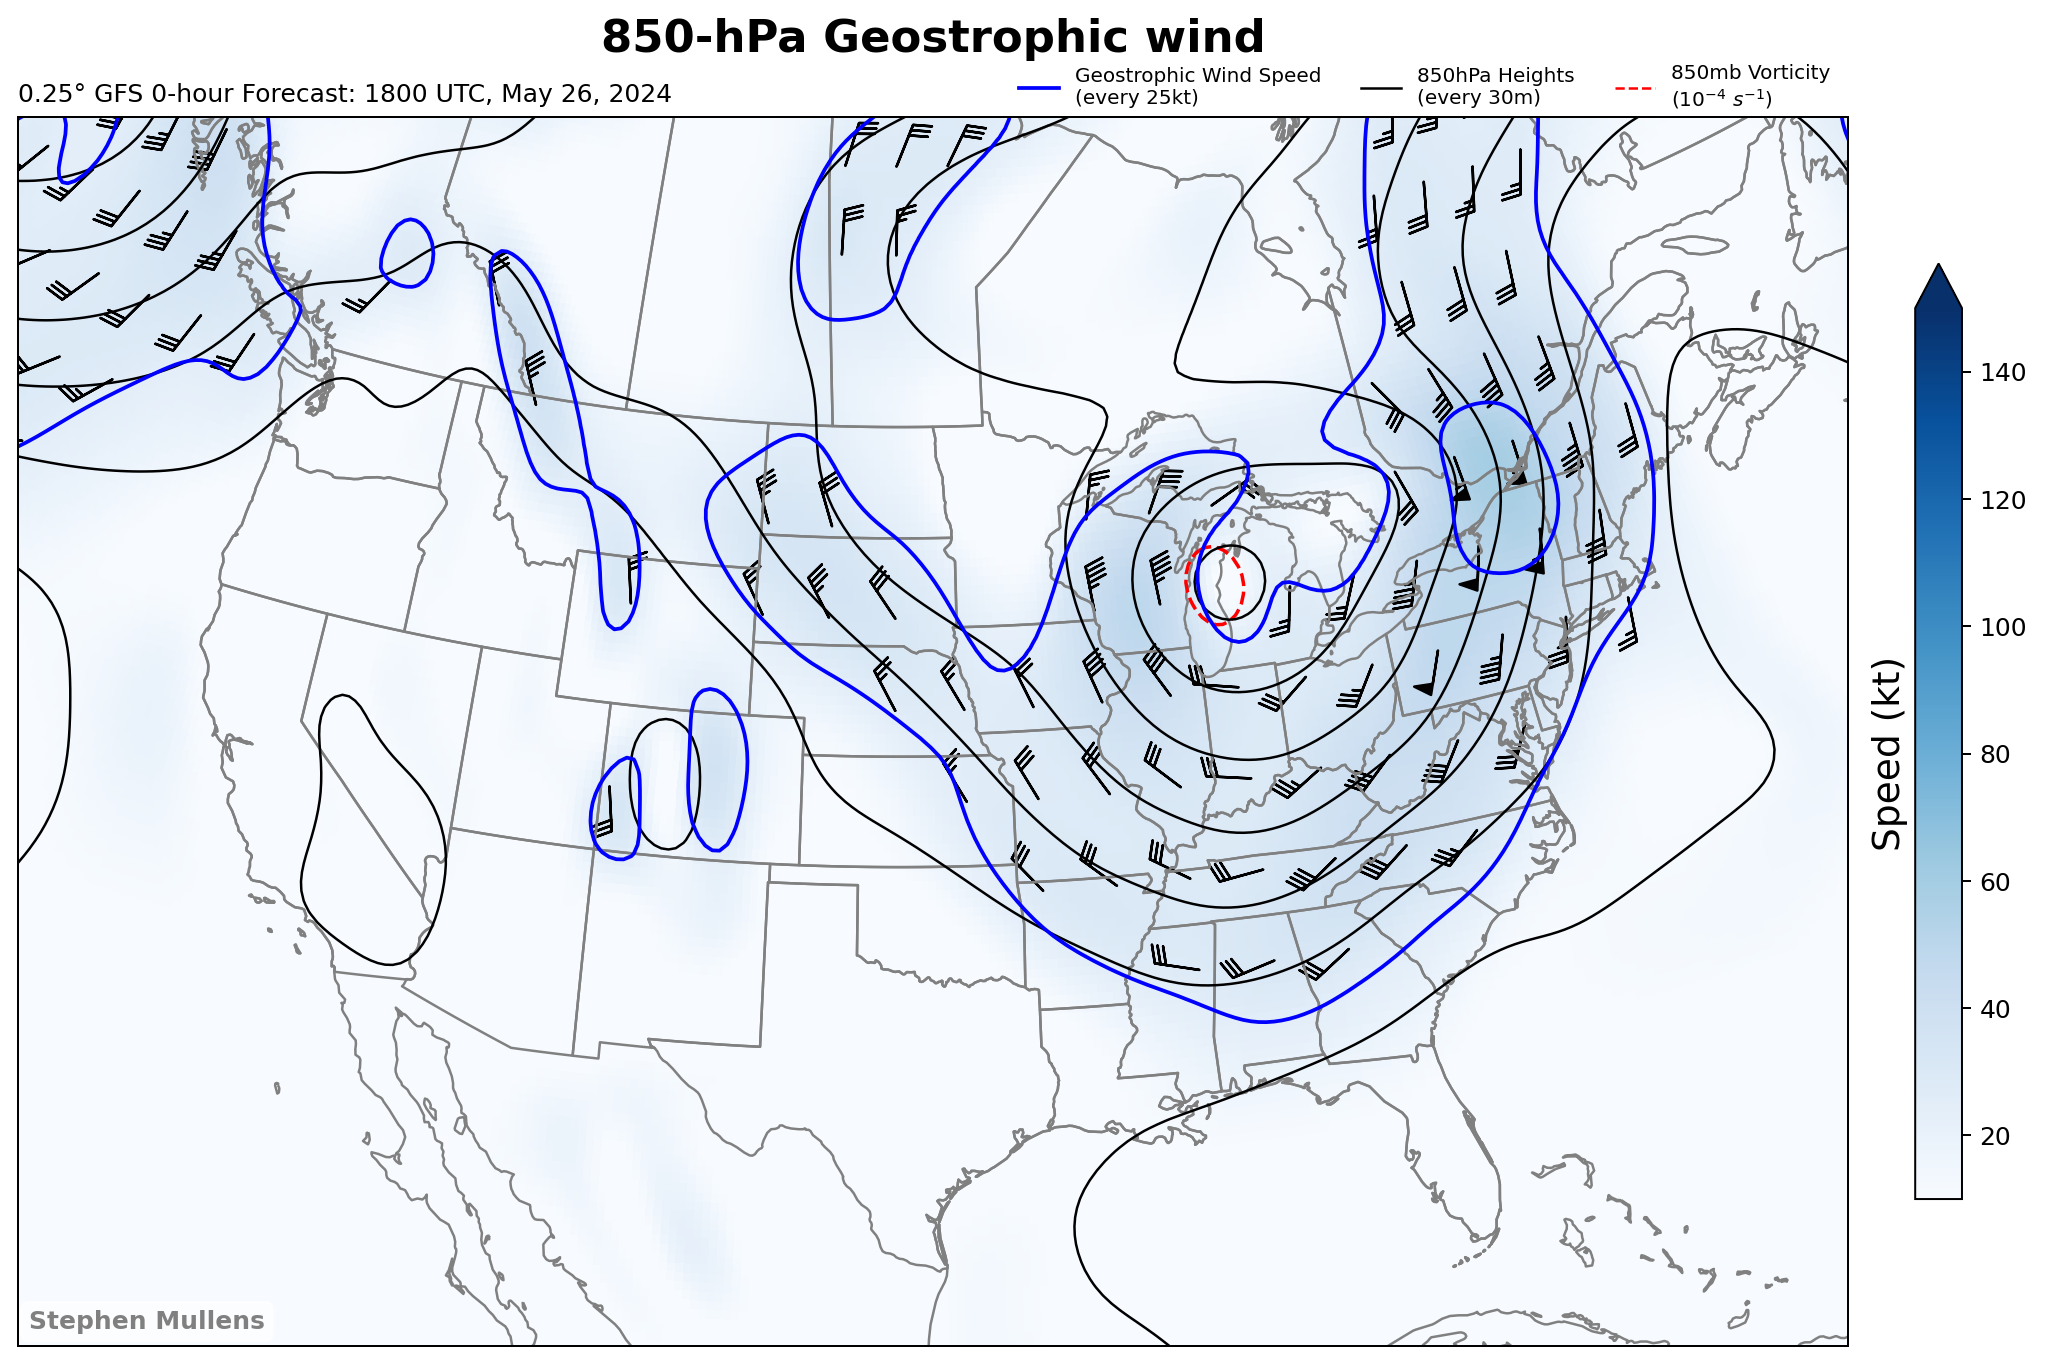 850-hPa Geostrophic wind
0.25° GFS 0-hour Forecast: 1800 UTC, May 26, 2024
Geostrophic Wind Speed
(every 25kt)
850hPa Heights
(every 30m)
850mb Vorticity
(10⁻⁴ s⁻¹)
140
120
100
80
60
40
20
Speed (kt)
Stephen Mullens